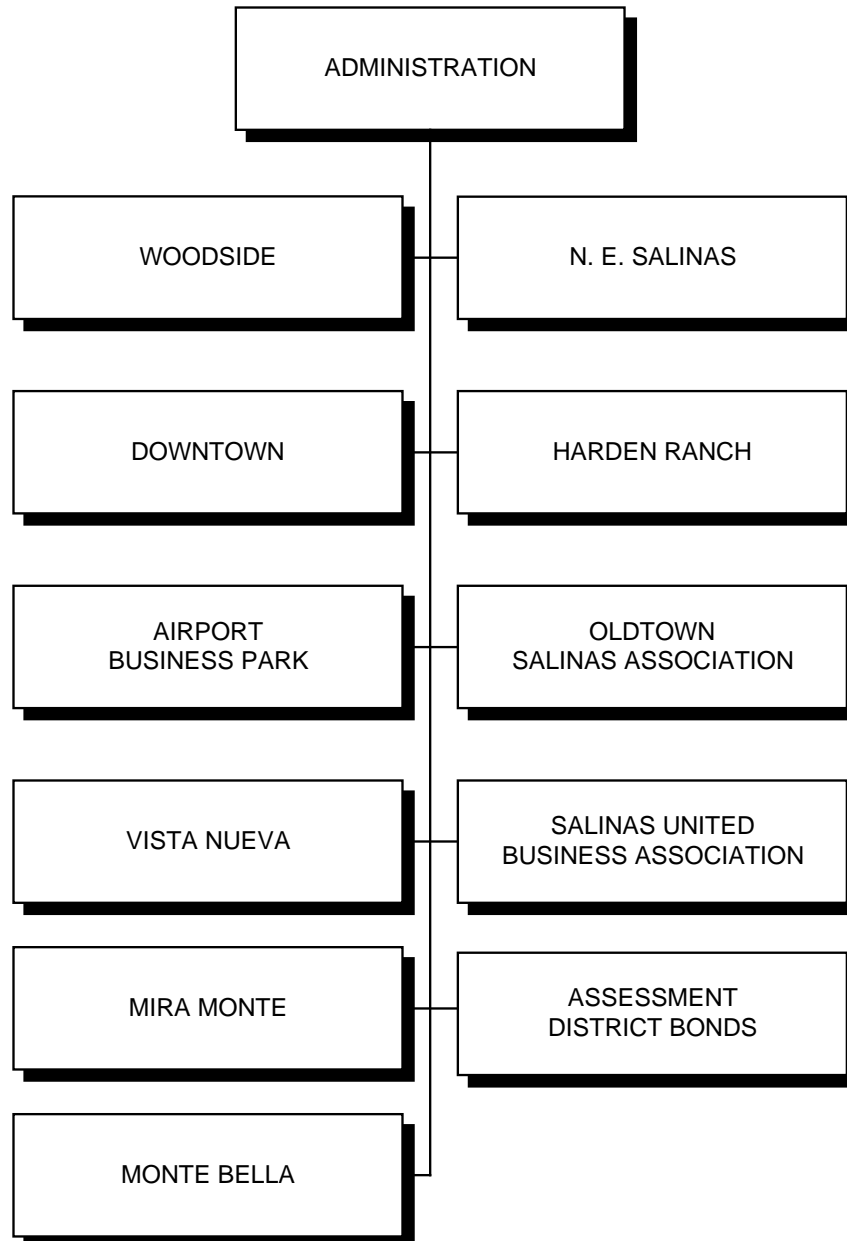 ADMINISTRATION
WOODSIDE
N. E. SALINAS
DOWNTOWN
HARDEN RANCH
AIRPORT
BUSINESS PARK
OLDTOWN
SALINAS ASSOCIATION
VISTA NUEVA
SALINAS UNITED
BUSINESS ASSOCIATION
MIRA MONTE
ASSESSMENT
DISTRICT BONDS
MONTE BELLA